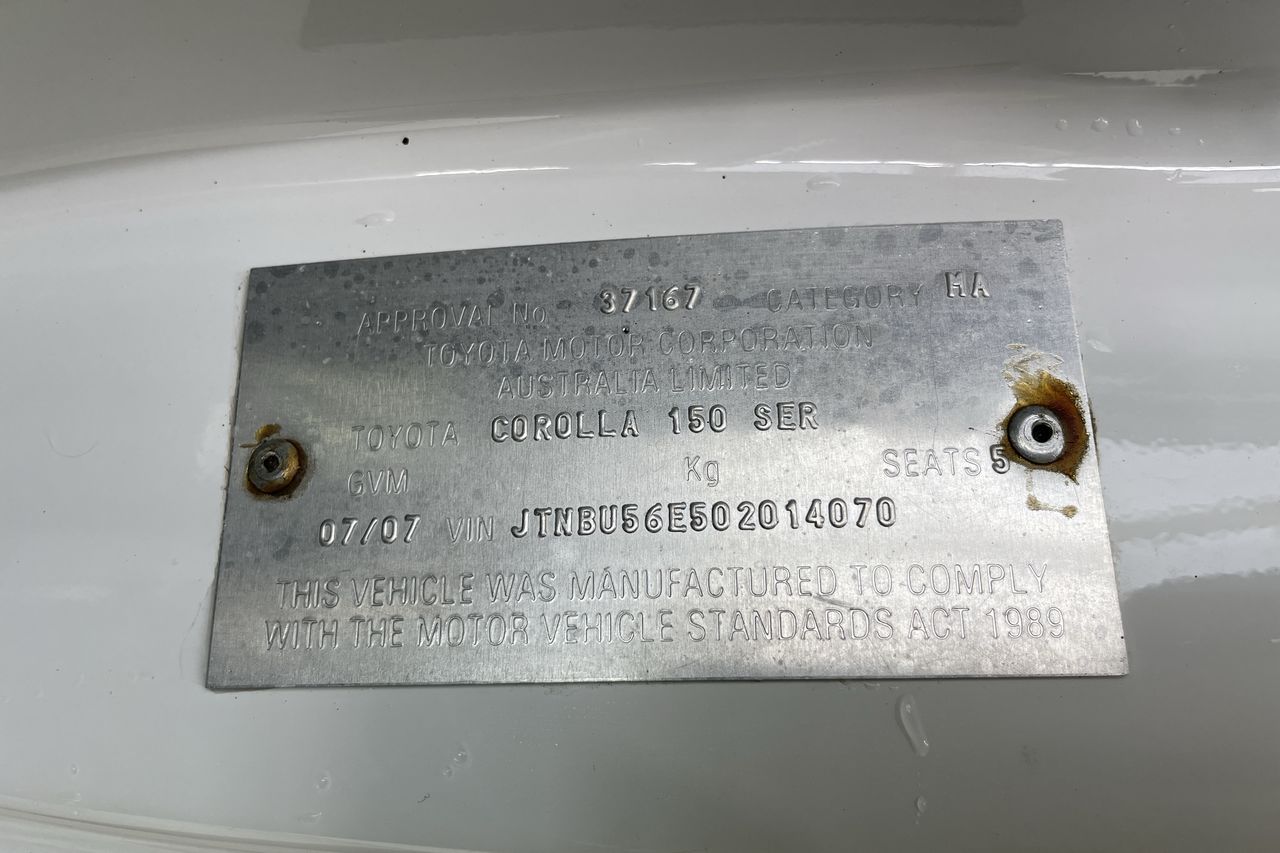 APPROVAL No 37167 CATEGORY MA
TOYOTA MOTOR CORPORATION
AUSTRALIA LIMITED
TOYOTA COROLLA 150 SER
GVM Kg SEATS 5
07/07 VIN JTNBU56E502014070
THIS VEHICLE WAS MANUFACTURED TO COMPLY
WITH THE MOTOR VEHICLE STANDARDS ACT 1989